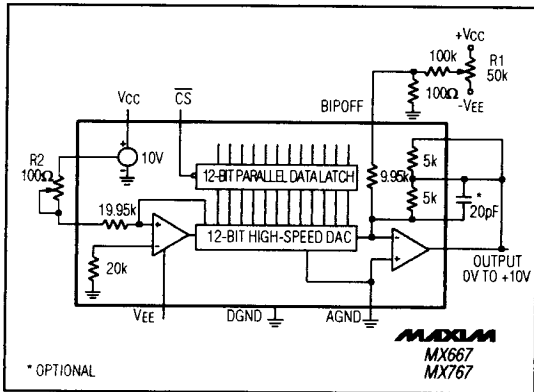 +VCC
100k
R1
50k
100Ω
-VEE
VCC
CS
BIPOFF
R2
100Ω
10V
5k
12-BIT PARALLEL DATA LATCH
9.95k
5k
*
20pF
19.95k
12-BIT HIGH-SPEED DAC
20k
OUTPUT
0V TO +10V
VEE
DGND
AGND
MAXIM
MX667
MX767
* OPTIONAL